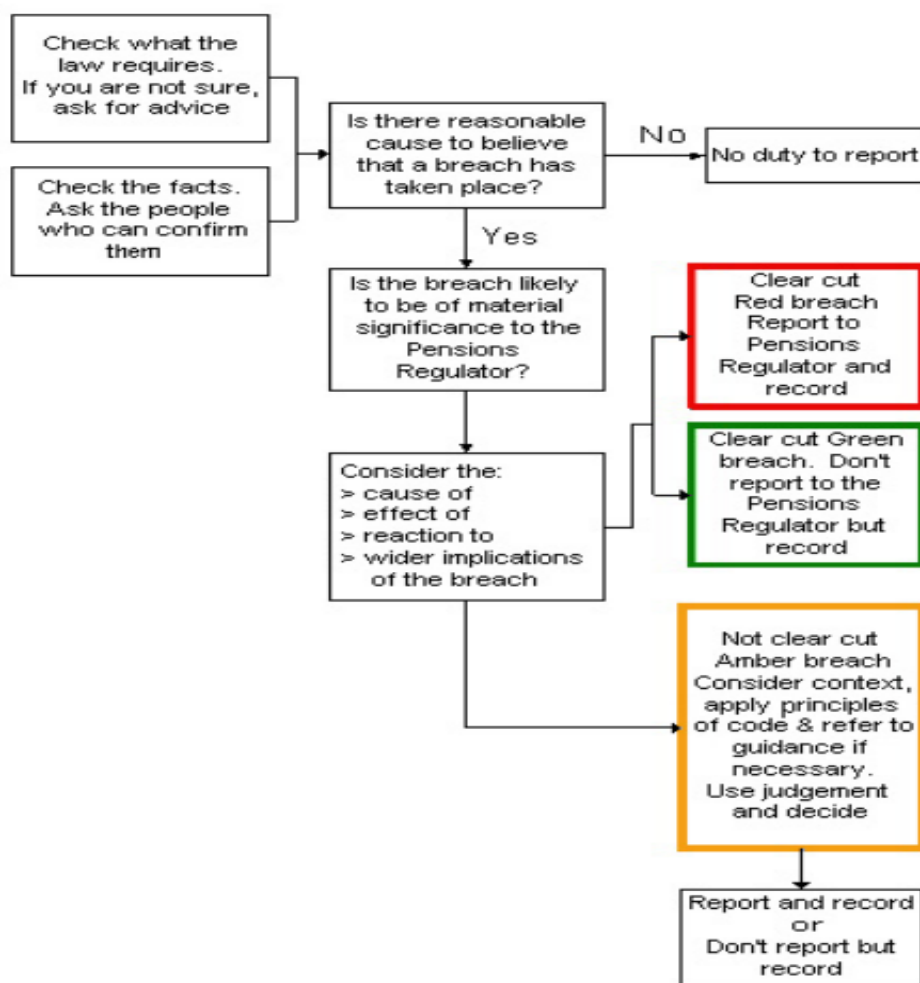 Check what the
law requires.
If you are not sure,
ask for advice
Check the facts.
Ask the people
who can confirm
them
Is there reasonable
cause to believe
that a breach has
taken place?
No
No duty to report
Yes
Is the breach likely
to be of material
significance to the
Pensions
Regulator?
Clear cut
Red breach
Report to
Pensions
Regulator and
record
Clear cut Green
breach. Don't
report to the
Pensions
Regulator but
record
Consider the:
> cause of
> effect of
> reaction to
> wider implications
of the breach
Not clear cut
Amber breach
Consider context,
apply principles
of code & refer to
guidance if
necessary.
Use judgement
and decide
Report and record
or
Don't report but
record